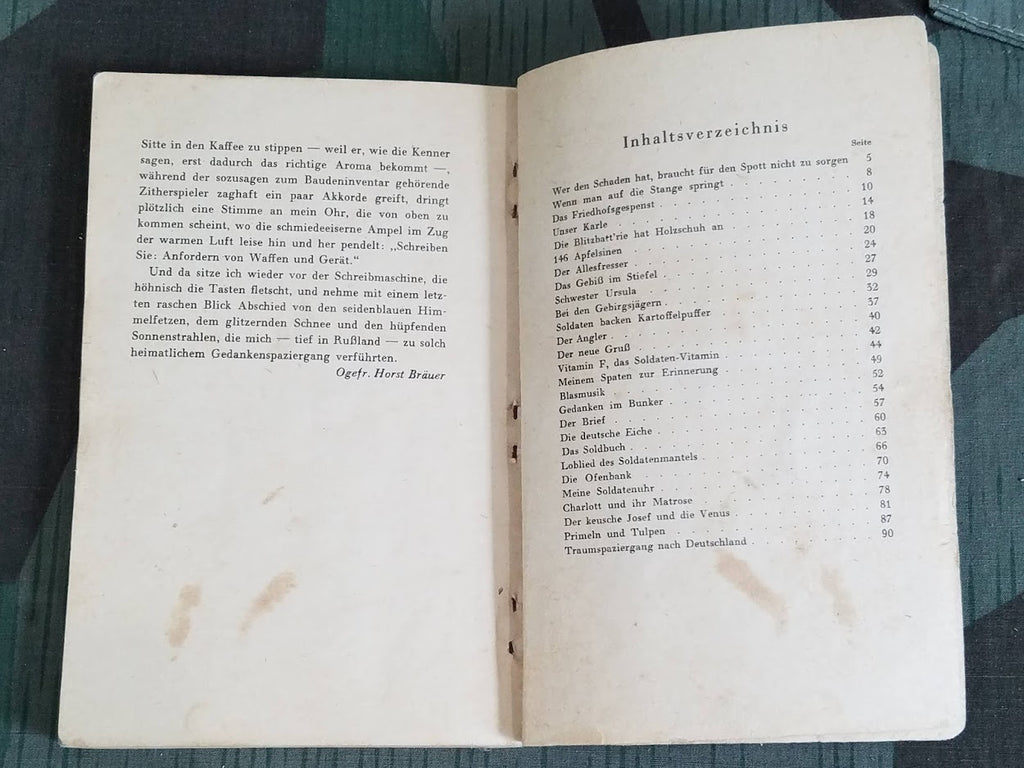 Sitte in den Kaffee zu stippen — weil er, wie die Kenner
sagen, erst dadurch das richtige Aroma bekommt —,
während der sozusagen zum Baudeninventar gehörende
Zitherspieler zaghaft ein paar Akkorde greift, dringt
plötzlich eine Stimme an mein Ohr, die von oben zu
kommen scheint, wo die schmiedeeiserne Ampel im Zug
der warmen Luft leise hin und her pendelt: „Schreiben
Sie: Anfordern von Waffen und Gerät.“
Und da sitze ich wieder vor der Schreibmaschine, die
höhnisch die Tasten fletscht, und nehme mit einem letz-
ten raschen Blick Abschied von den seidenblauen Him-
melfetzen, dem glitzernden Schnee und den hüpfenden
Sonnenstrahlen, die mich — tief in Rußland — zu solch
heimatlichem Gedankenspaziergang verführten.
Ogefr. Horst Bräuer
Inhaltsverzeichnis
Seite
Wer den Schaden hat, braucht für den Spott nicht zu sorgen 5
Wenn man auf die Stange springt 8
Das Friedhofsgespenst 10
Unser Karle 14
Die Blitzbatt'rie hat Holzschuh an 18
146 Apfelsinen 20
Der Allesfresser 24
Das Gebiß im Stiefel 27
Schwester Ursula 29
Bei den Gebirgsjägern 32
Soldaten backen Kartoffelpuffer 37
Der Angler 40
Der neue Gruß 42
Vitamin F, das Soldaten-Vitamin 44
Meinem Spaten zur Erinnerung 49
Blasmusik 52
Gedanken im Bunker 54
Der Brief 57
Die deutsche Eiche 60
Das Soldbuch 63
Loblied des Soldatenmantels 66
Die Ofenbank 70
Meine Soldatenuhr 74
Charlott und ihr Matrose 78
Der keusche Josef und die Venus 81
Primeln und Tulpen 87
Traumspaziergang nach Deutschland 90